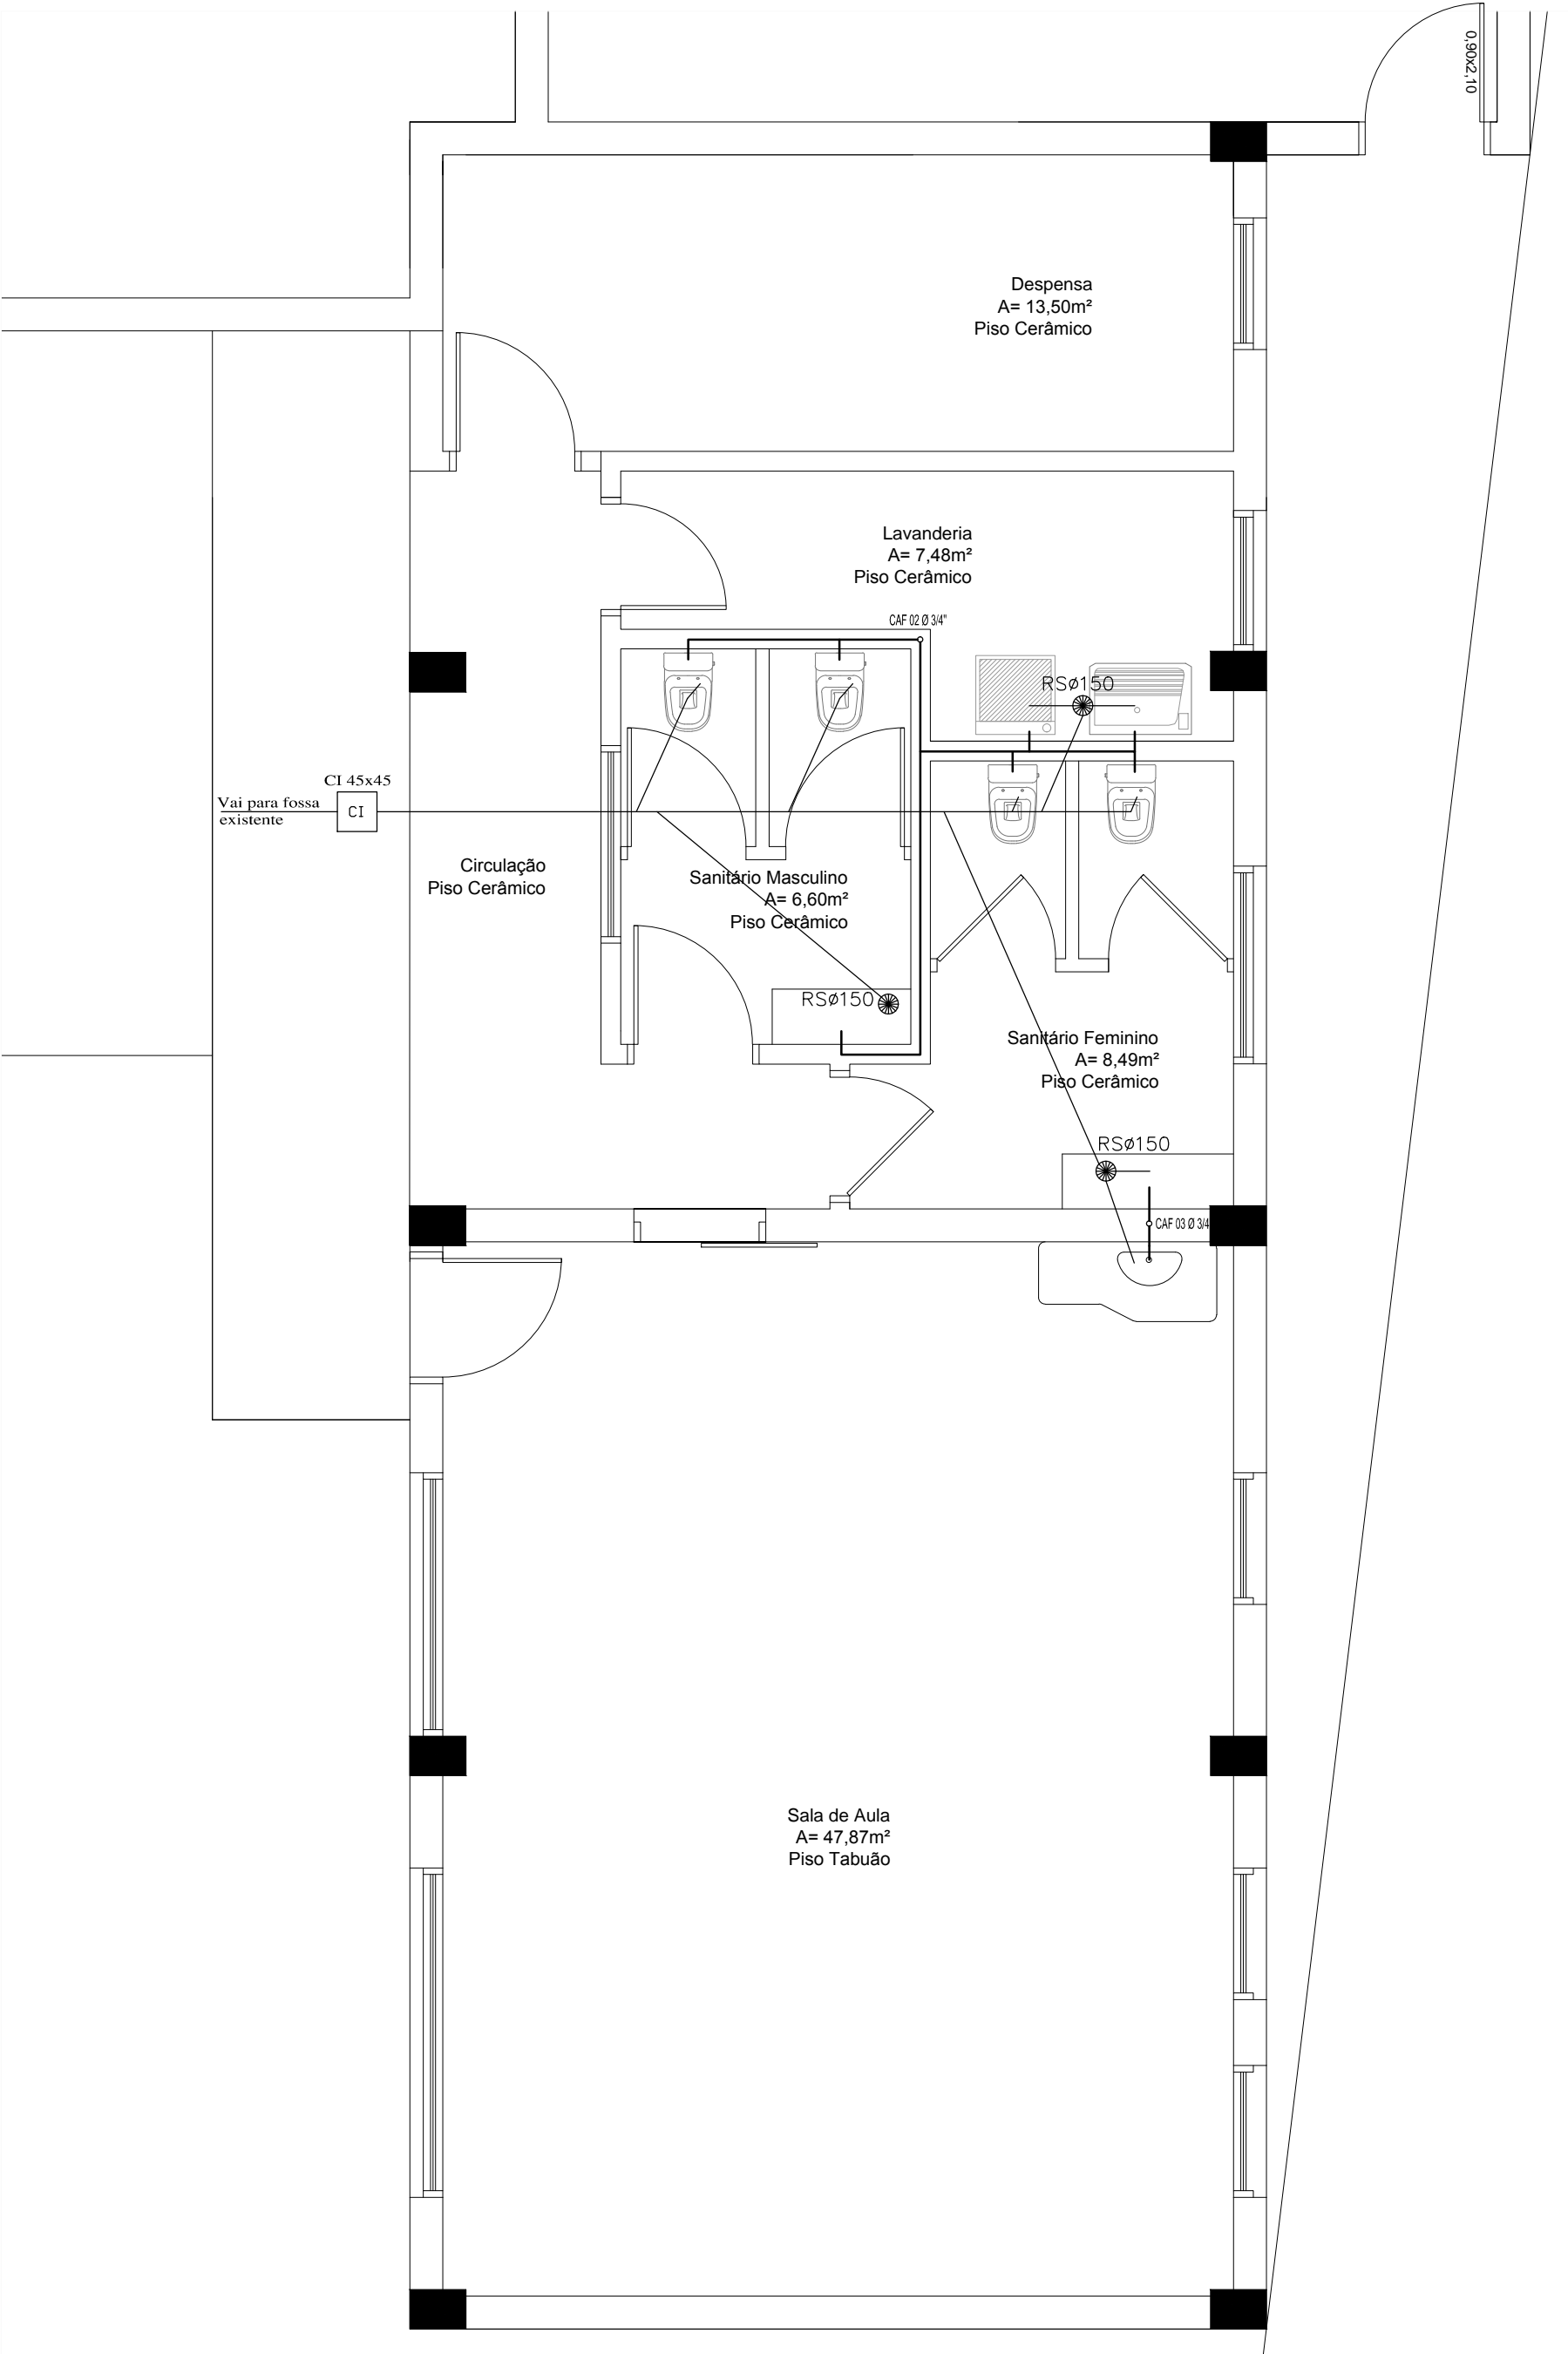 0,90x2,10
Despensa
A= 13,50m²
Piso Cerâmico
Lavanderia
A= 7,48m²
Piso Cerâmico
CAF 02 Ø 3/4"
RSø150
CI 45x45
Vai para fossa
existente
CI
Circulação
Piso Cerâmico
Sanitário Masculino
A= 6,60m²
Piso Cerâmico
RSø150
Sanitário Feminino
A= 8,49m²
Piso Cerâmico
RSø150
CAF 03 Ø 3/4
Sala de Aula
A= 47,87m²
Piso Tabuão